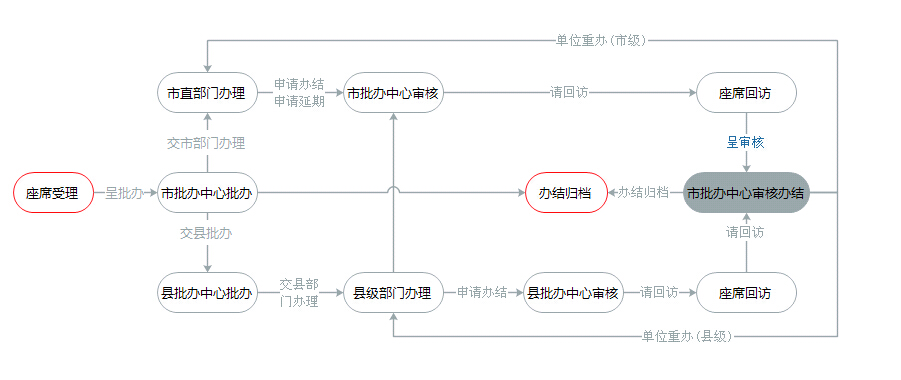 单位重办(市级)
市直部门办理
申请办结
申请延期
市批办中心审核
请回访
座席回访
交市部门办理
呈审核
座席受理
呈批办
市批办中心批办
办结归档
办结归档
市批办中心审核办结
交县批办
请回访
县批办中心批办
交县部
门办理
县级部门办理
申请办结
县批办中心审核
请回访
座席回访
单位重办(县级)